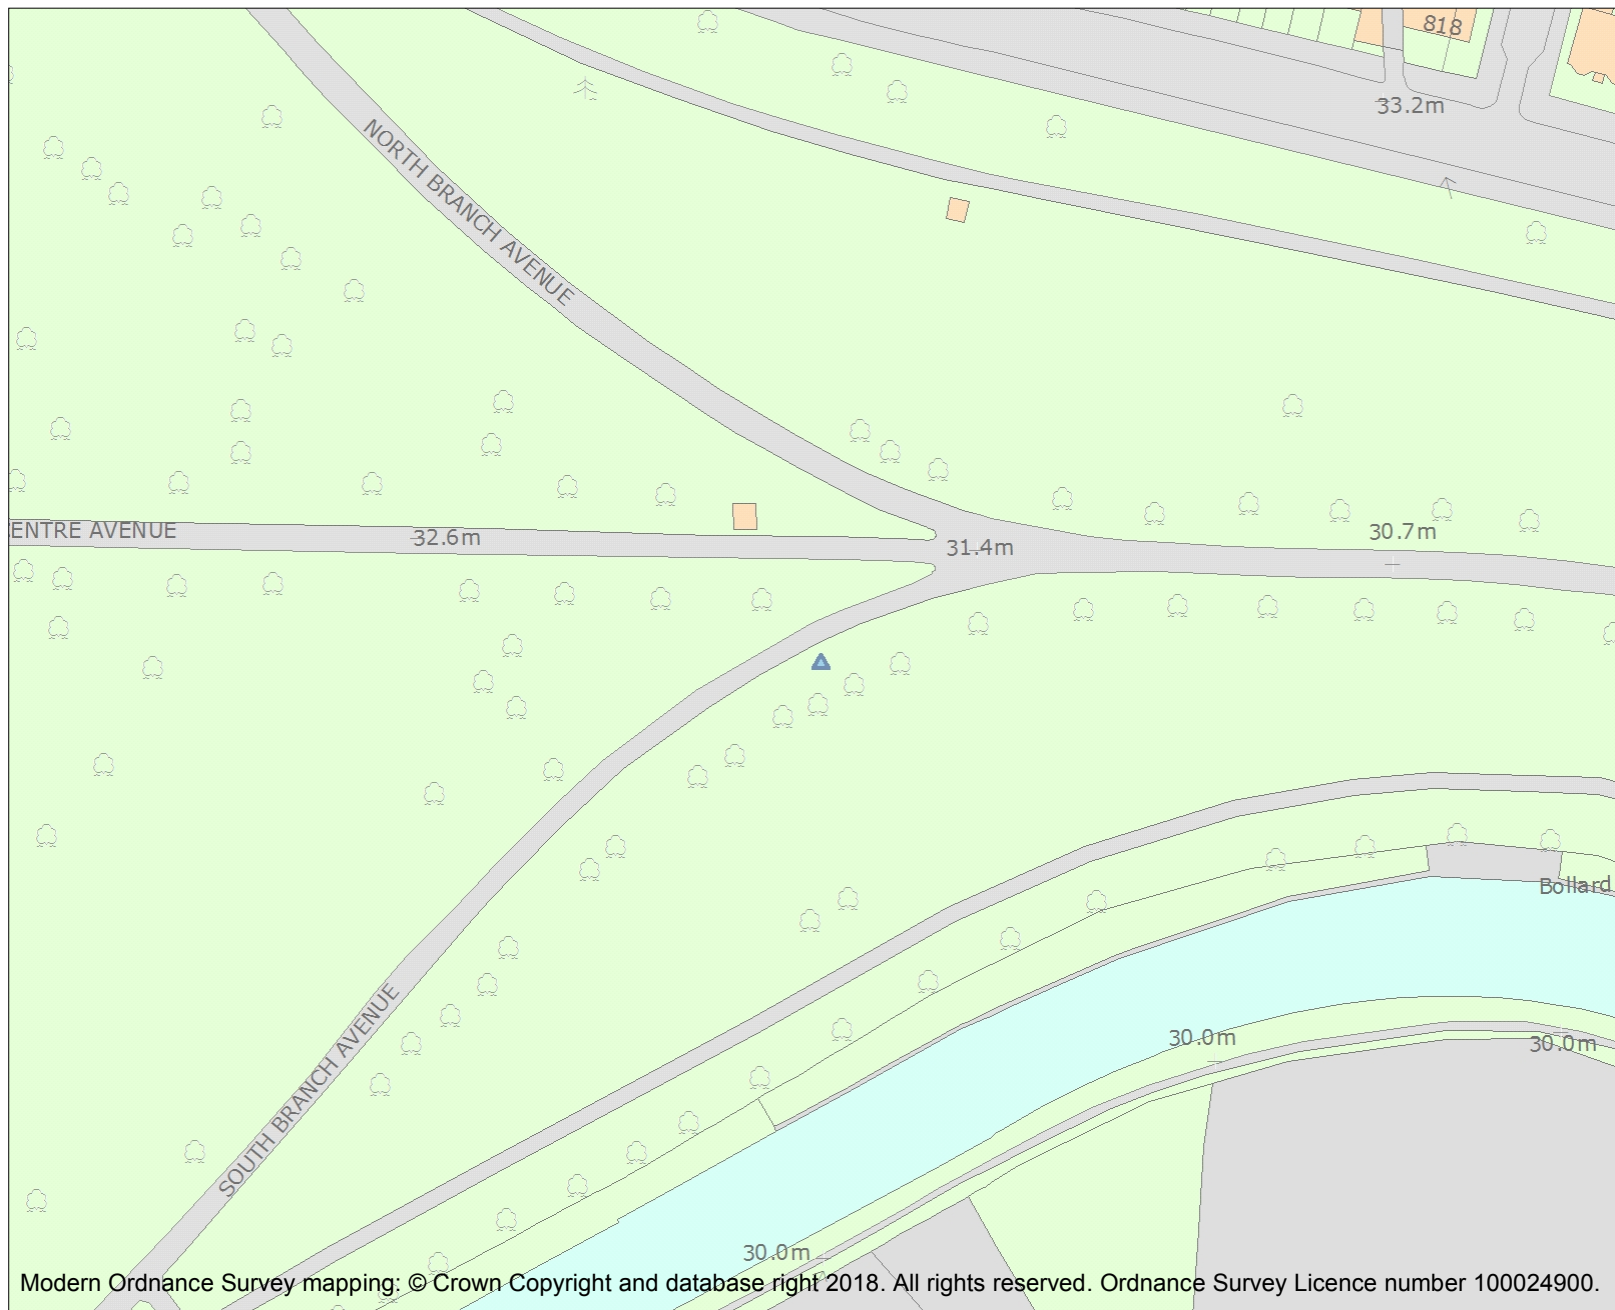 818
33.2m
NORTH BRANCH AVENUE
ENTRE AVENUE
32.6m
31.4m
30.7m
Bollard
SOUTH BRANCH AVENUE
30.0m
30.0m
30.0m
Modern Ordnance Survey mapping: © Crown Copyright and database right 2018. All rights reserved. Ordnance Survey Licence number 100024900.